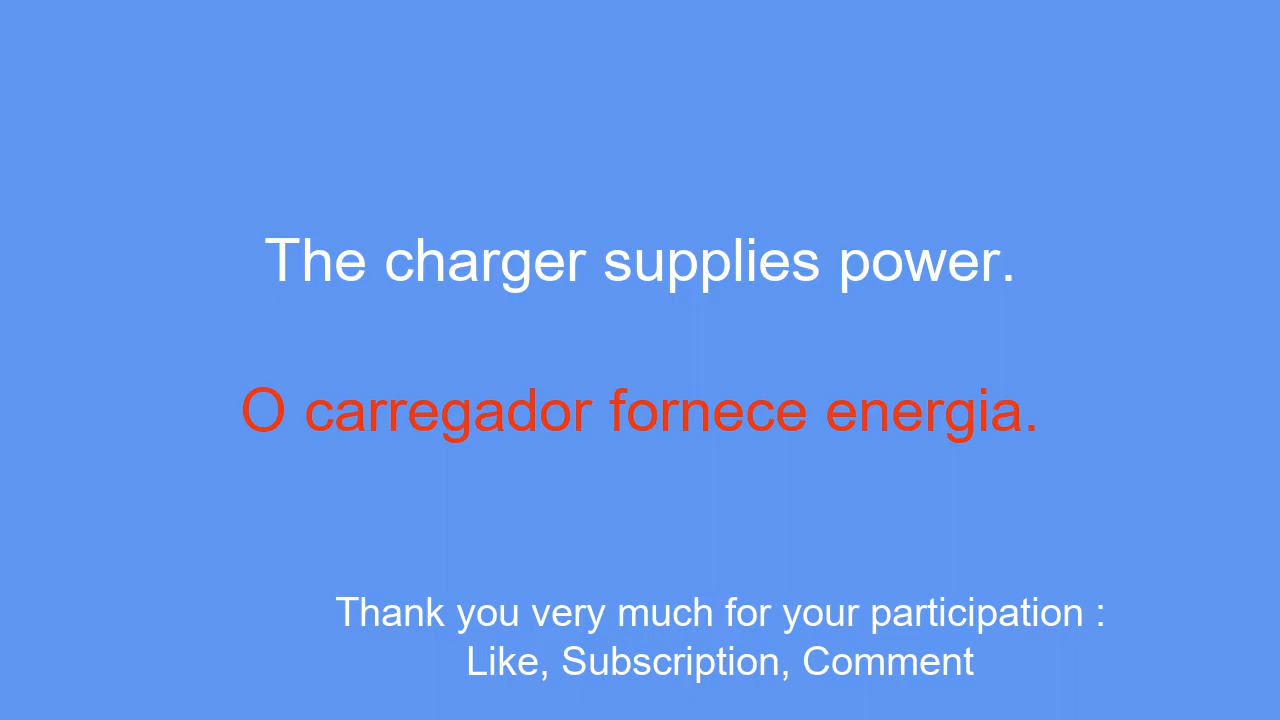 The charger supplies power.
O carregador fornece energia.
Thank you very much for your participation :
Like, Subscription, Comment